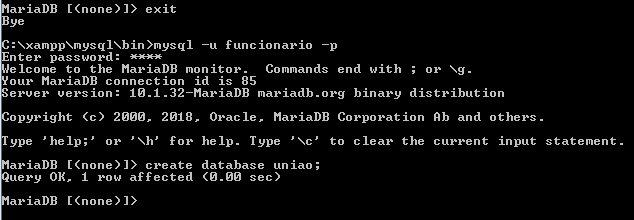 MariaDB [(none)]> exit
Bye
C:\xampp\mysql\bin>mysql -u funcionario -p
Enter password: ****
Welcome to the MariaDB monitor.  Commands end with ; or \g.
Your MariaDB connection id is 85
Server version: 10.1.32-MariaDB mariadb.org binary distribution
Copyright (c) 2000, 2018, Oracle, MariaDB Corporation Ab and others.
Type 'help;' or '\h' for help. Type '\c' to clear the current input statement.
MariaDB [(none)]> create database uniao;
Query OK, 1 row affected (0.00 sec)
MariaDB [(none)]>